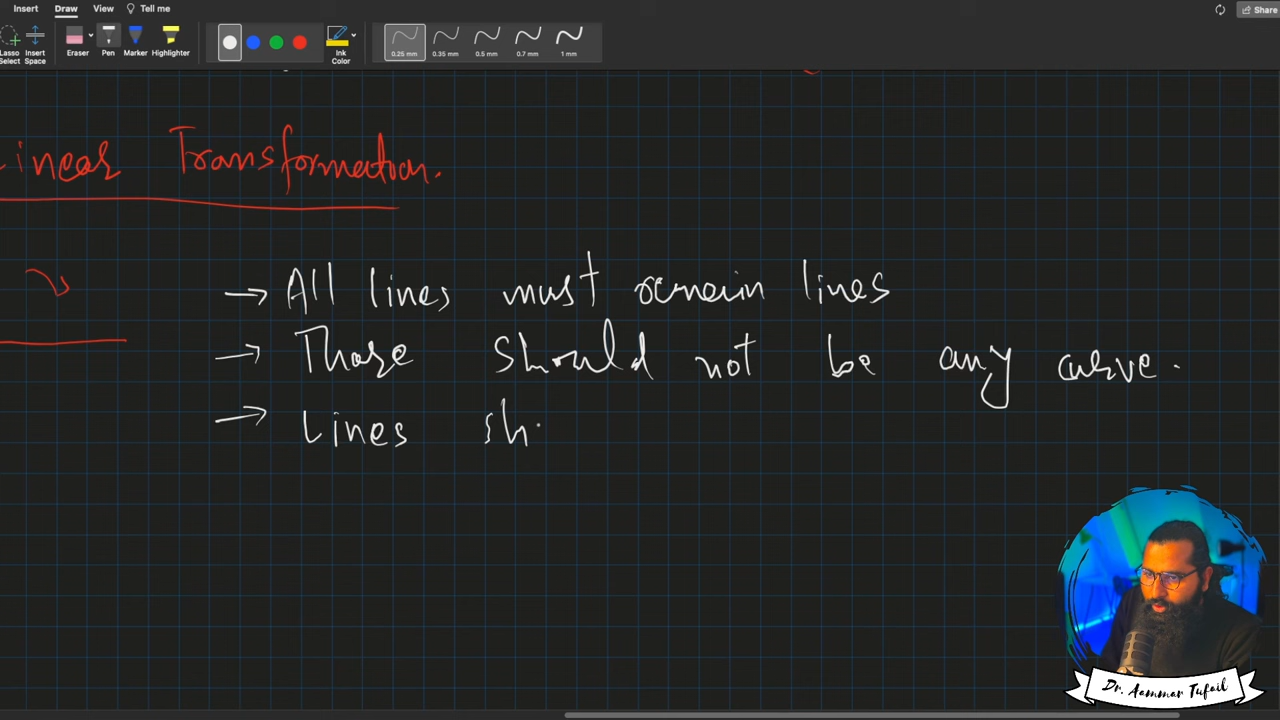 Insert Draw View Tell me Share
Lasso Select Insert Space Eraser Pen Marker Highlighter Ink Color 0.25 mm 0.35 mm 0.5 mm 0.7 mm 1 mm
Linear Transformation.
→ All lines must remain lines
→ There should not be any curve.
→ Lines sh
Dr. Aammar Tufail